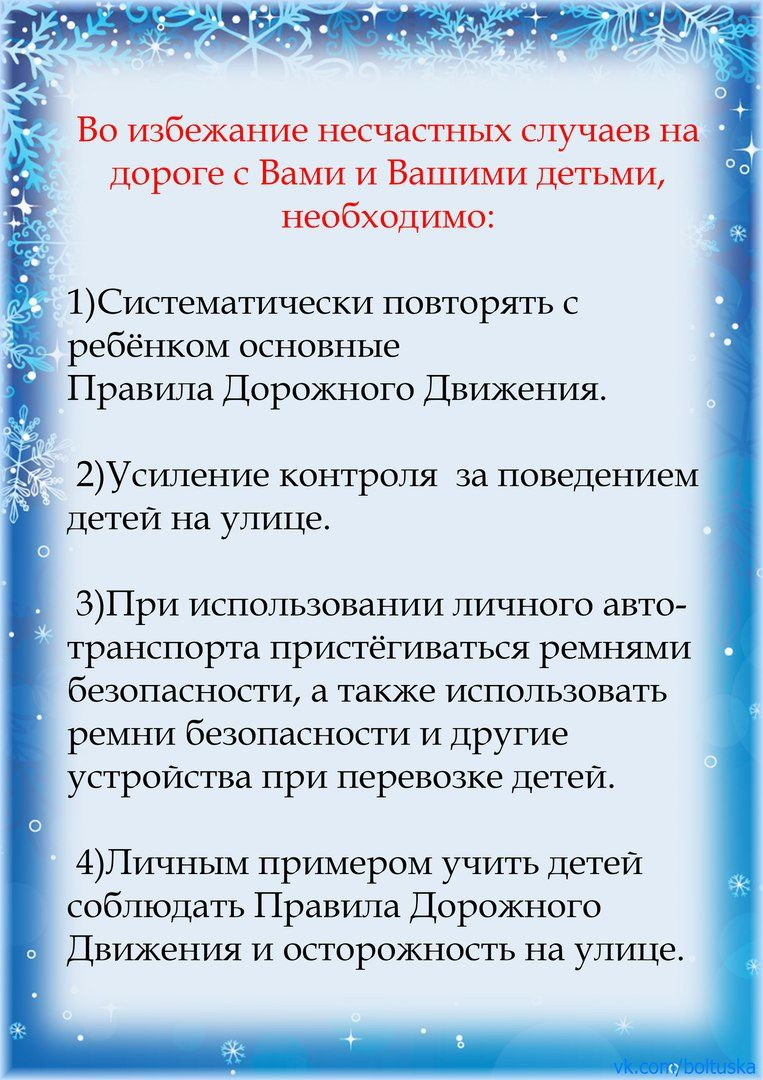 Во избежание несчастных случаев на
дороге с Вами и Вашими детьми,
необходимо:
1)Систематически повторять с
ребёнком основные
Правила Дорожного Движения.
2)Усиление контроля за поведением
детей на улице.
3)При использовании личного авто-
транспорта пристёгиваться ремнями
безопасности, а также использовать
ремни безопасности и другие
устройства при перевозке детей.
4)Личным примером учить детей
соблюдать Правила Дорожного
Движения и осторожность на улице.
vk.com/boltuska